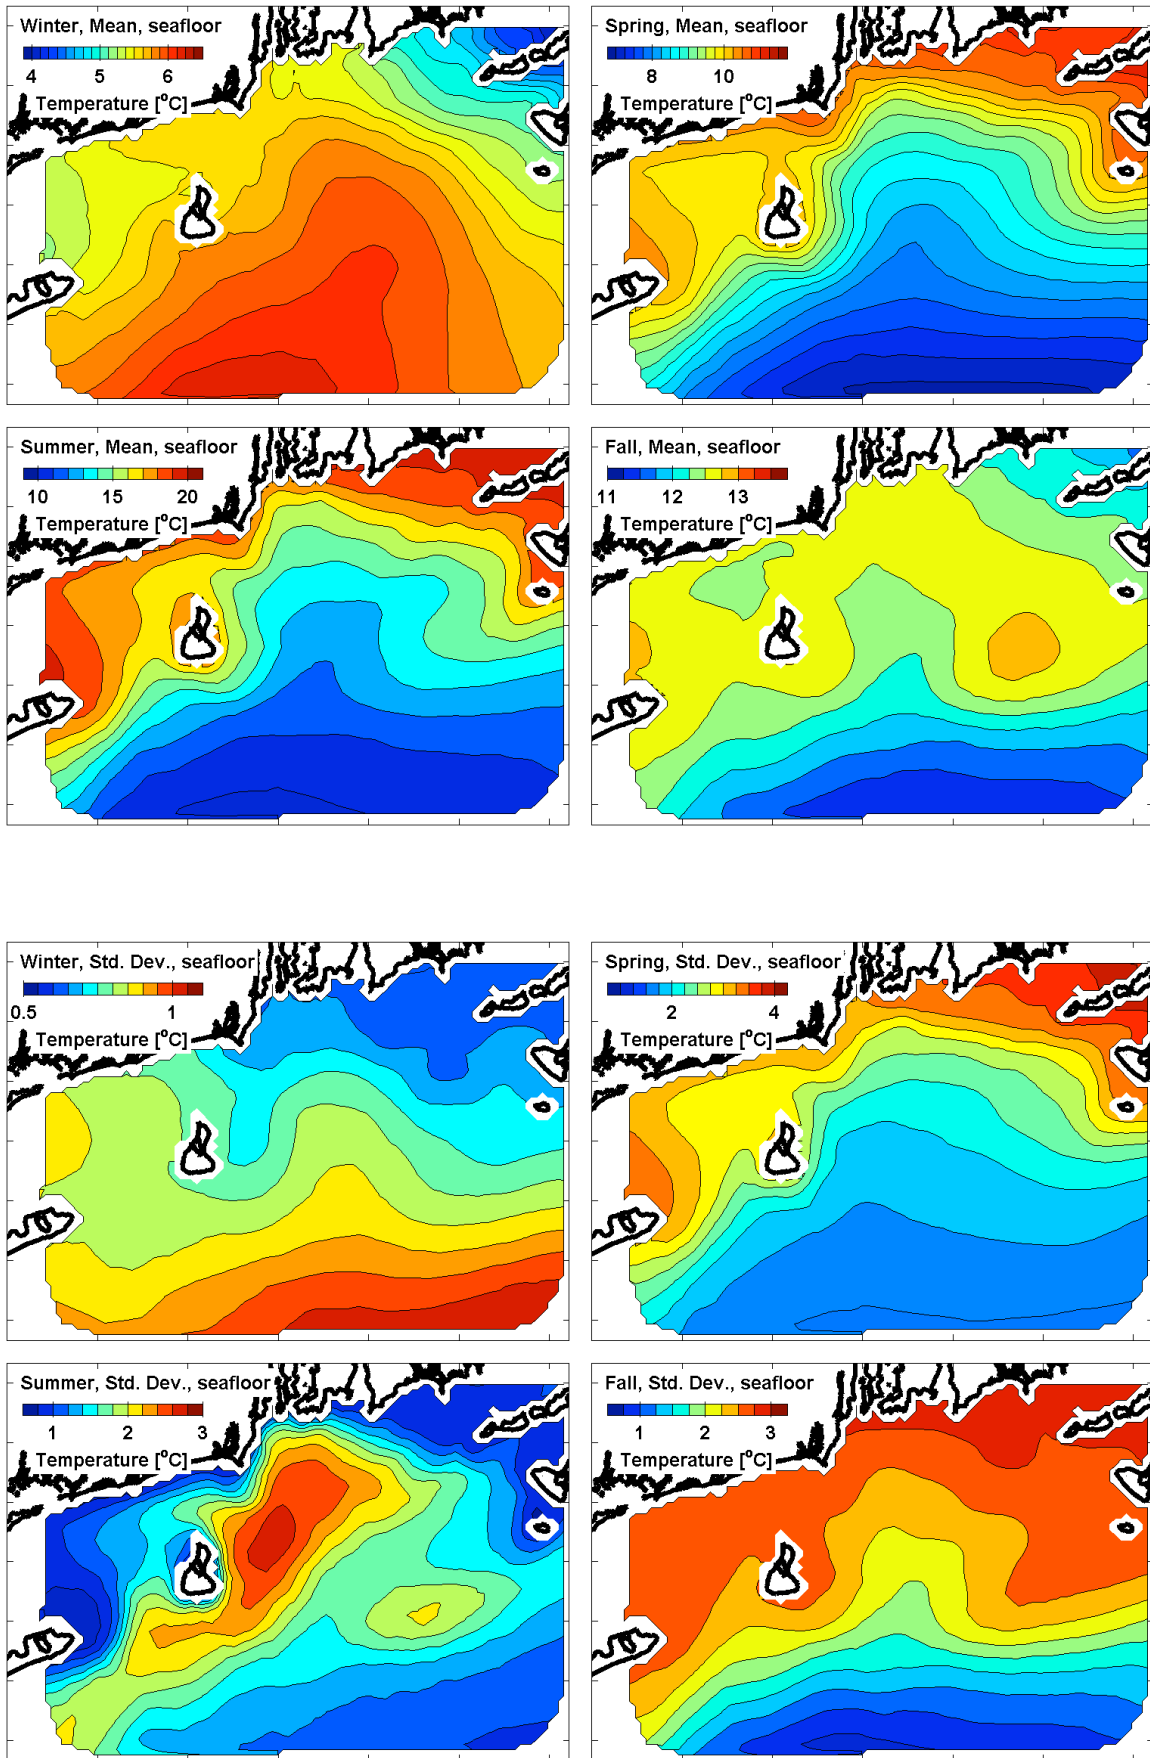 Winter, Mean, seafloor
4 5 6
Temperature [°C]
Spring, Mean, seafloor
8 10
Temperature [°C]
Summer, Mean, seafloor
10 15 20
Temperature [°C]
Fall, Mean, seafloor
11 12 13
Temperature [°C]
Winter, Std. Dev., seafloor
0.5 1
Temperature [°C]
Spring, Std. Dev., seafloor
2 4
Temperature [°C]
Summer, Std. Dev., seafloor
1 2 3
Temperature [°C]
Fall, Std. Dev., seafloor
1 2 3
Temperature [°C]